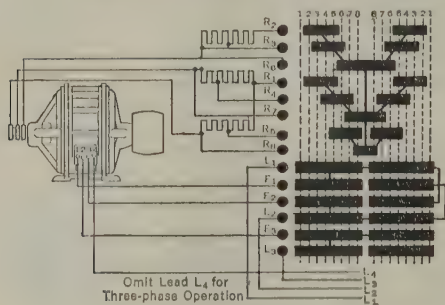 1 2 3 4 5 6 7 8
8 7 6 5 4 3 2 1
R2
R3
R6
R1
R4
R7
R5
R8
L1
F1
F2
L2
F3
L3
Omit Lead L4 for
Three-phase Operation
L4
L3
L2
L1